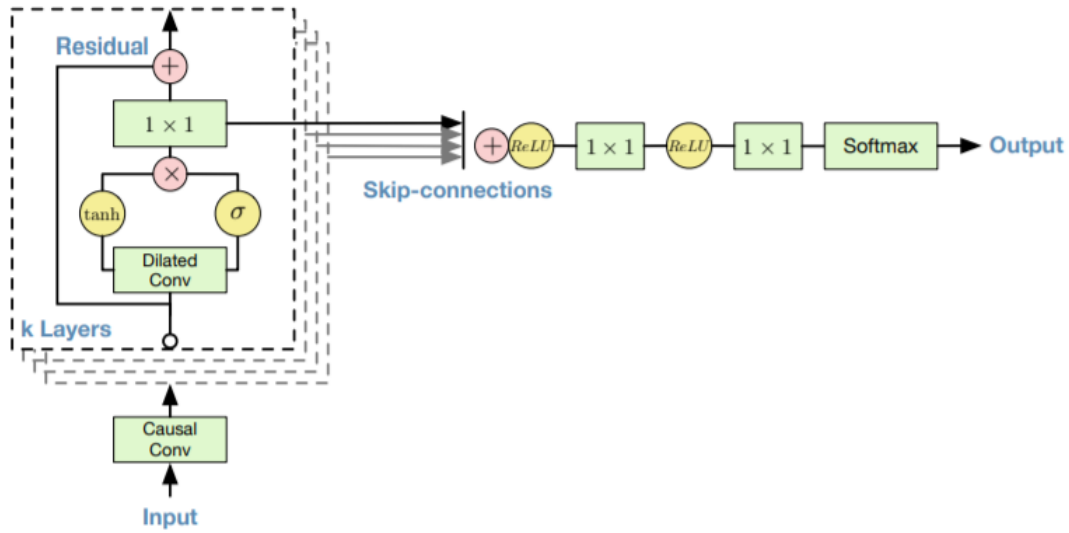 Residual
+
1 × 1
×
tanh
σ
Dilated
Conv
k Layers
Causal
Conv
Input
Skip-connections
+
ReLU
1 × 1
ReLU
1 × 1
Softmax
Output